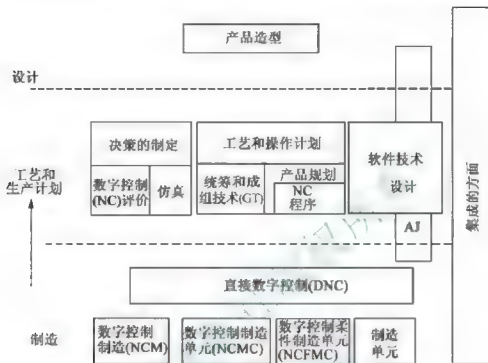 产品造型
设计
决策的制定
工艺和操作计划
软件技术
设计
工艺和
生产计划
数字控制
(NC)评价
仿真
统筹和成
组技术(GT)
产品规划
NC
程序
集成的方面
AJ
直接数字控制(DNC)
制造
数字控制
制造(NCM)
数字控制制造
单元(NCMC)
数字控制柔
性制造单元
(NCFMC)
制造
单元